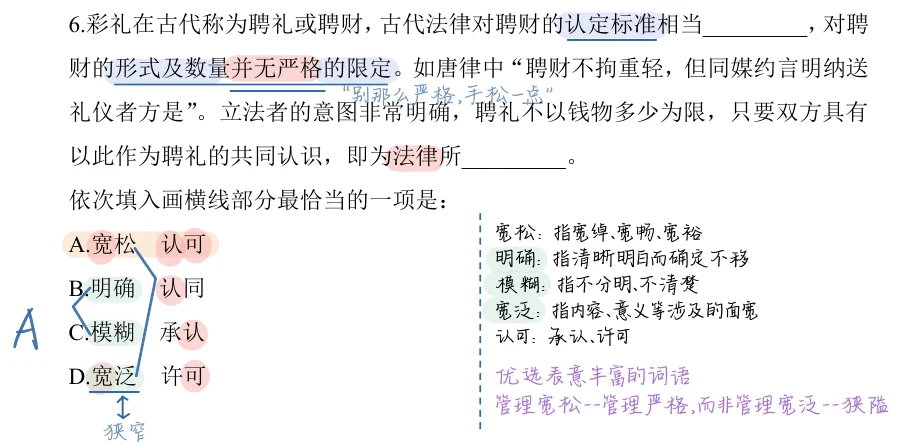 6.彩礼在古代称为聘礼或聘财，古代法律对聘财的认定标准相当_________，对聘
财的形式及数量并无严格的限定。如唐律中“聘财不拘重轻，但同媒约言明纳送
“别那么严格,手松一点”
礼仪者方是”。立法者的意图非常明确，聘礼不以钱物多少为限，只要双方具有
以此作为聘礼的共同认识，即为法律所_________。
依次填入画横线部分最恰当的一项是：
A.宽松 认可
B.明确 认同
C.模糊 承认
D.宽泛 许可
A
狭窄
宽松：指宽绰、宽畅、宽裕
明确：指清晰明白而确定不移
模糊：指不分明、不清楚
宽泛：指内容、意义等涉及的面宽
认可：承认、许可
优选表意丰富的词语
管理宽松--管理严格,而非管理宽泛--狭隘